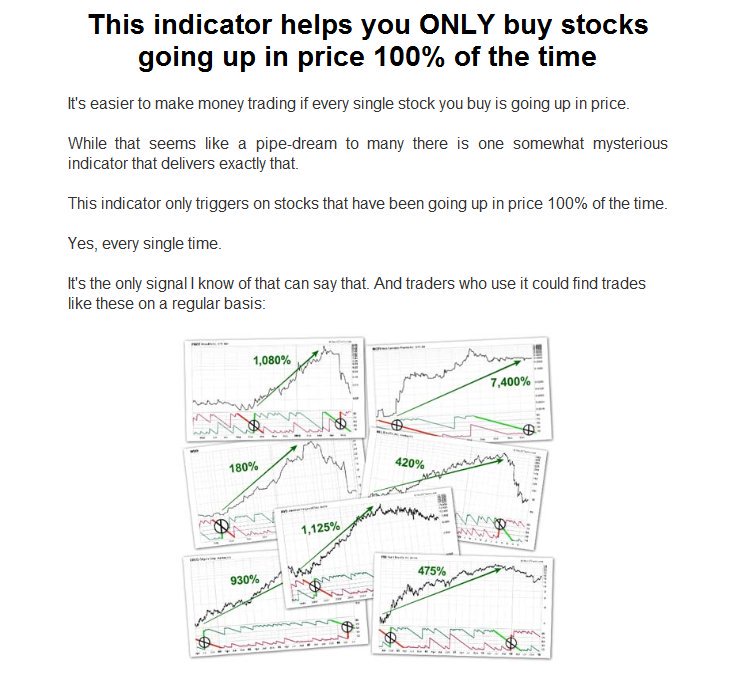 This indicator helps you ONLY buy stocks
going up in price 100% of the time
It's easier to make money trading if every single stock you buy is going up in price.
While that seems like a pipe-dream to many there is one somewhat mysterious
indicator that delivers exactly that.
This indicator only triggers on stocks that have been going up in price 100% of the time.
Yes, every single time.
It's the only signal I know of that can say that. And traders who use it could find trades
like these on a regular basis:
1,080%
7,400%
180%
420%
1,125%
930%
475%